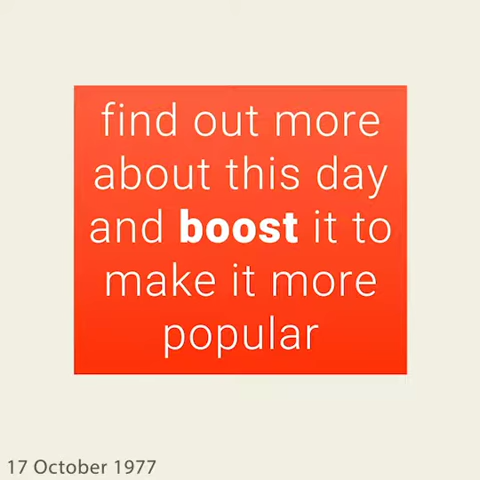 find out more
about this day
and boost it to
make it more
popular
17 October 1977